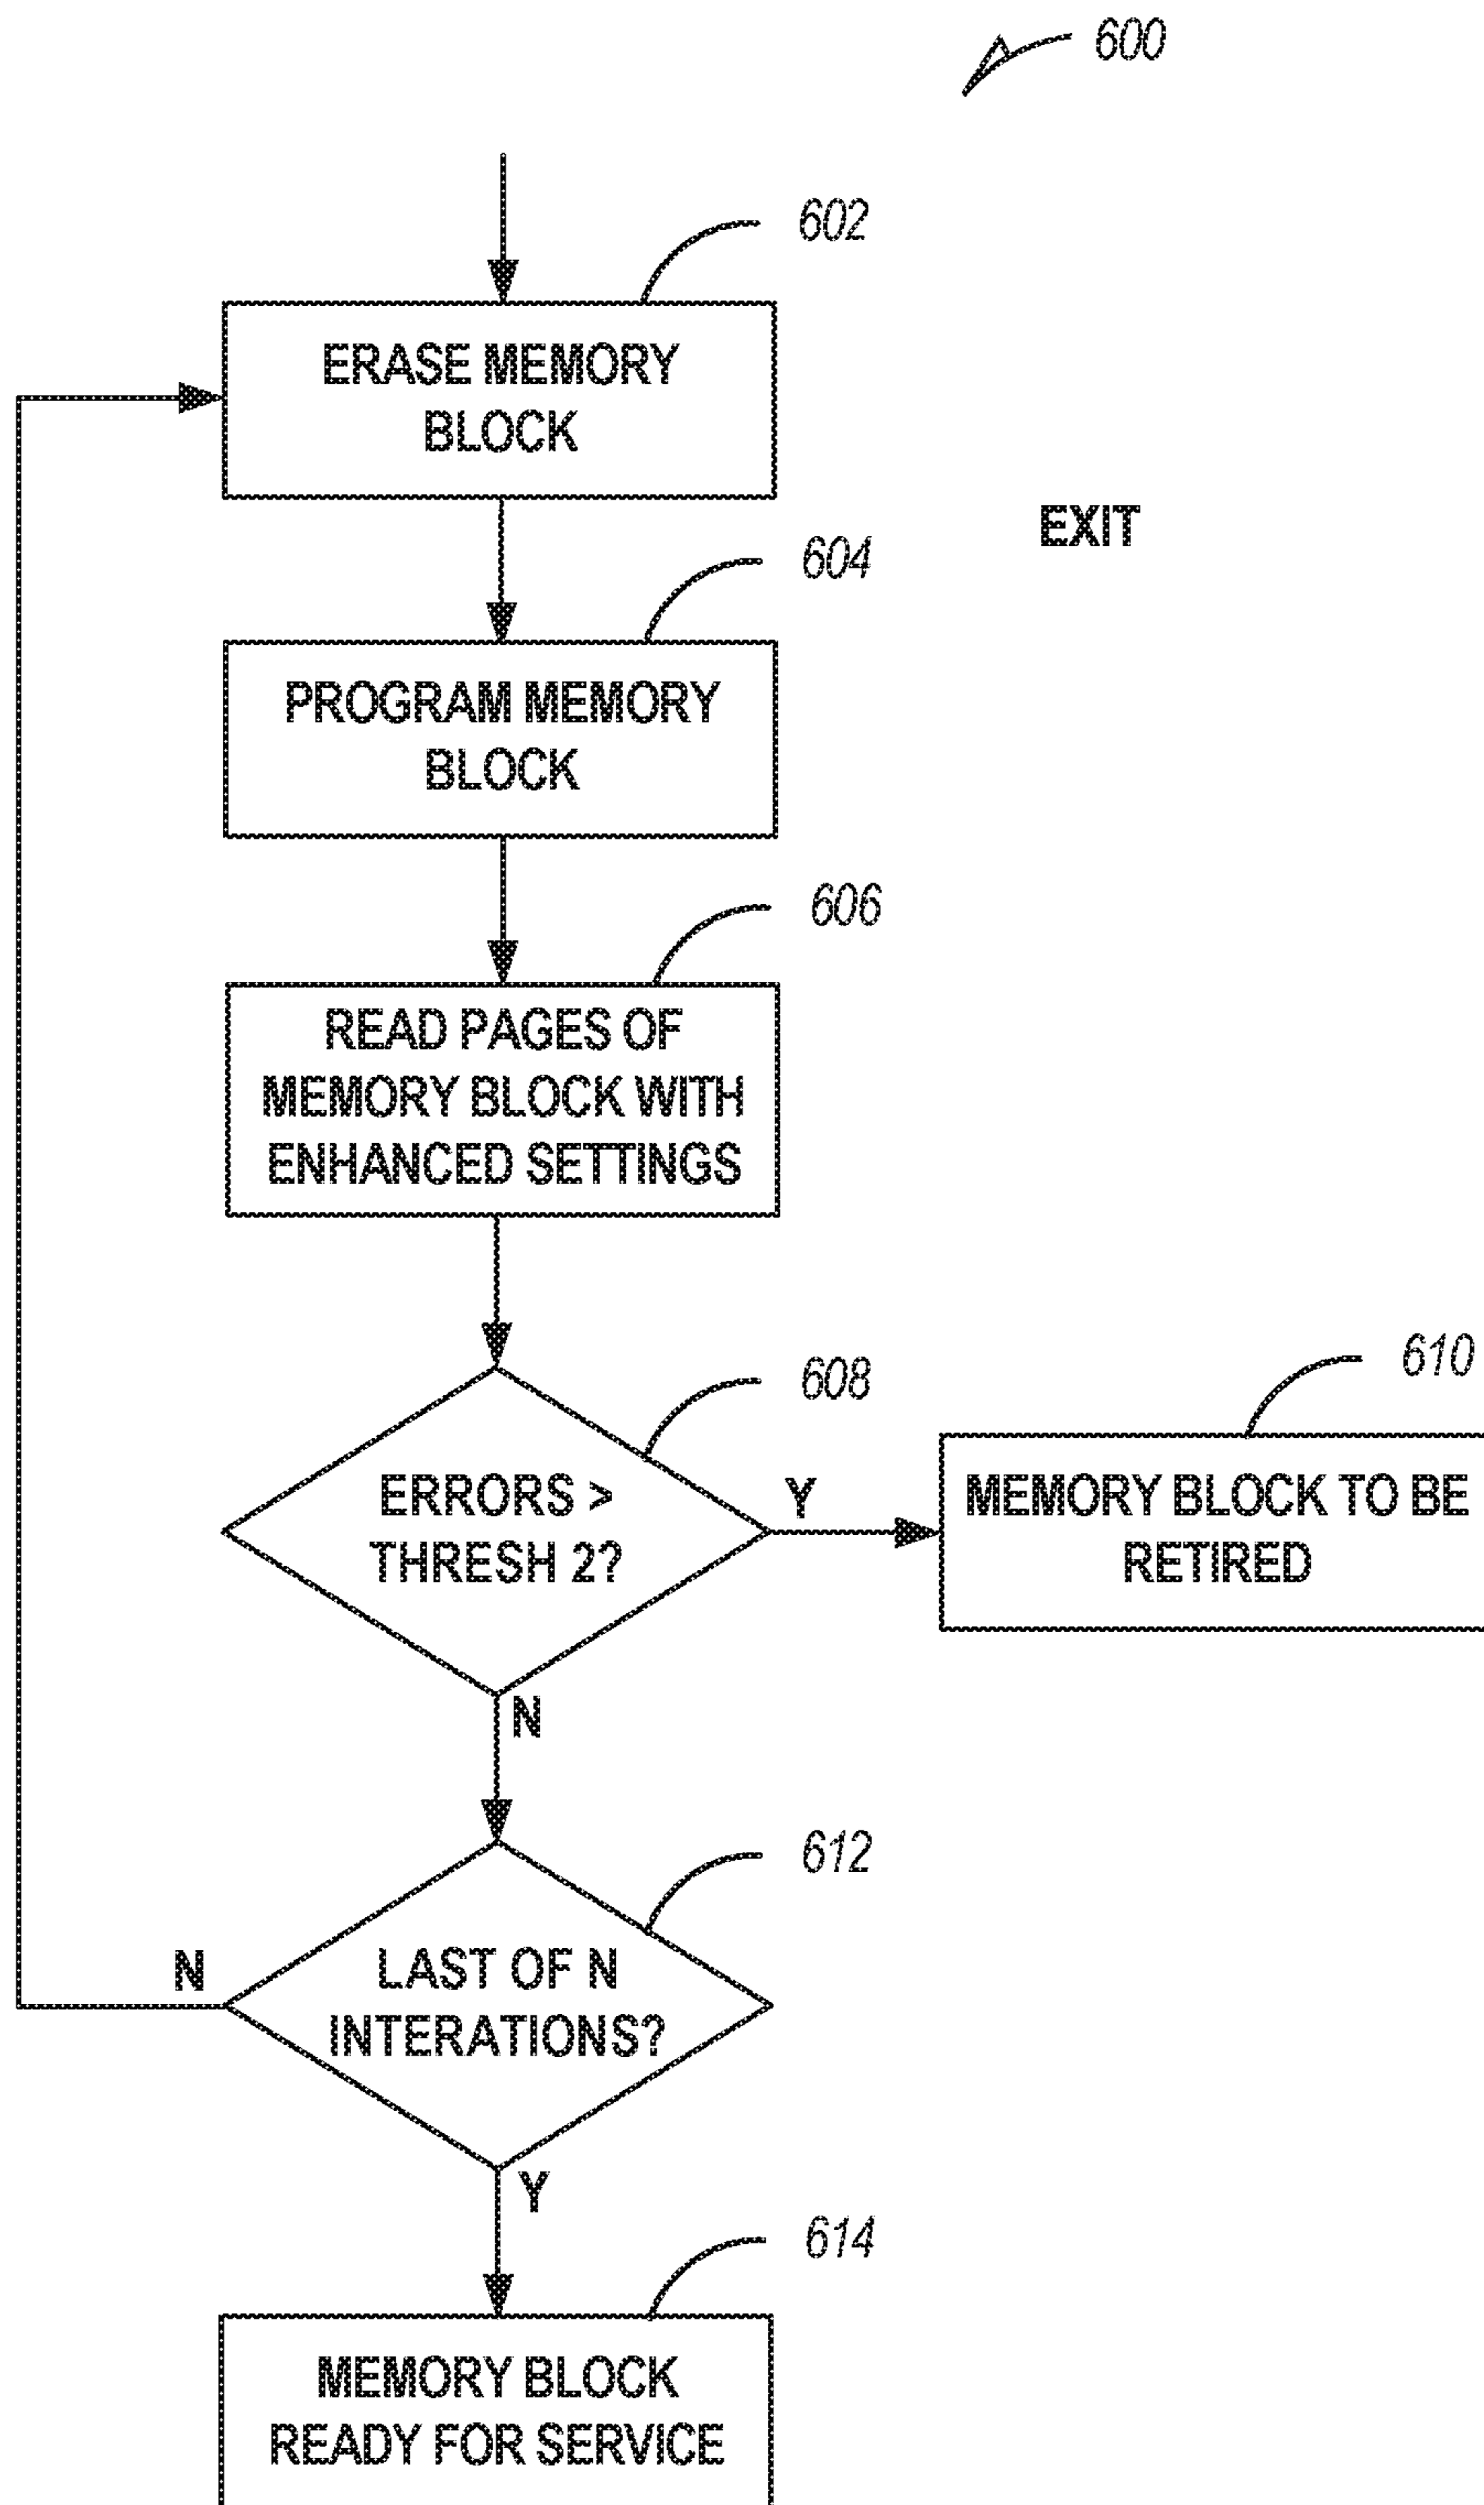 600
602
ERASE MEMORY
BLOCK
EXIT
604
PROGRAM MEMORY
BLOCK
606
READ PAGES OF
MEMORY BLOCK WITH
ENHANCED SETTINGS
608
610
ERRORS >
THRESH 2?
Y
MEMORY BLOCK TO BE
RETIRED
N
612
LAST OF N
INTERATIONS?
N
Y
614
MEMORY BLOCK
READY FOR SERVICE